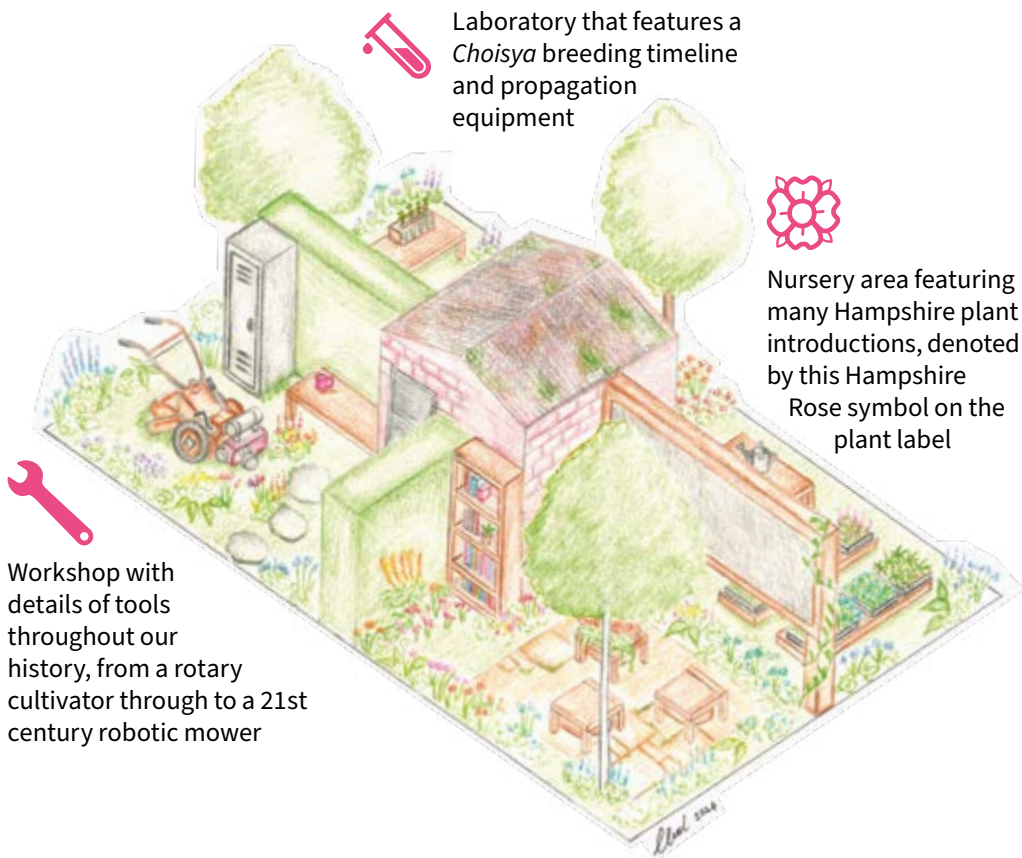 Laboratory that features a
Choisya breeding timeline
and propagation
equipment
Nursery area featuring
many Hampshire plant
introductions, denoted
by this Hampshire
Rose symbol on the
plant label
Workshop with
details of tools
throughout our
history, from a rotary
cultivator through to a 21st
century robotic mower